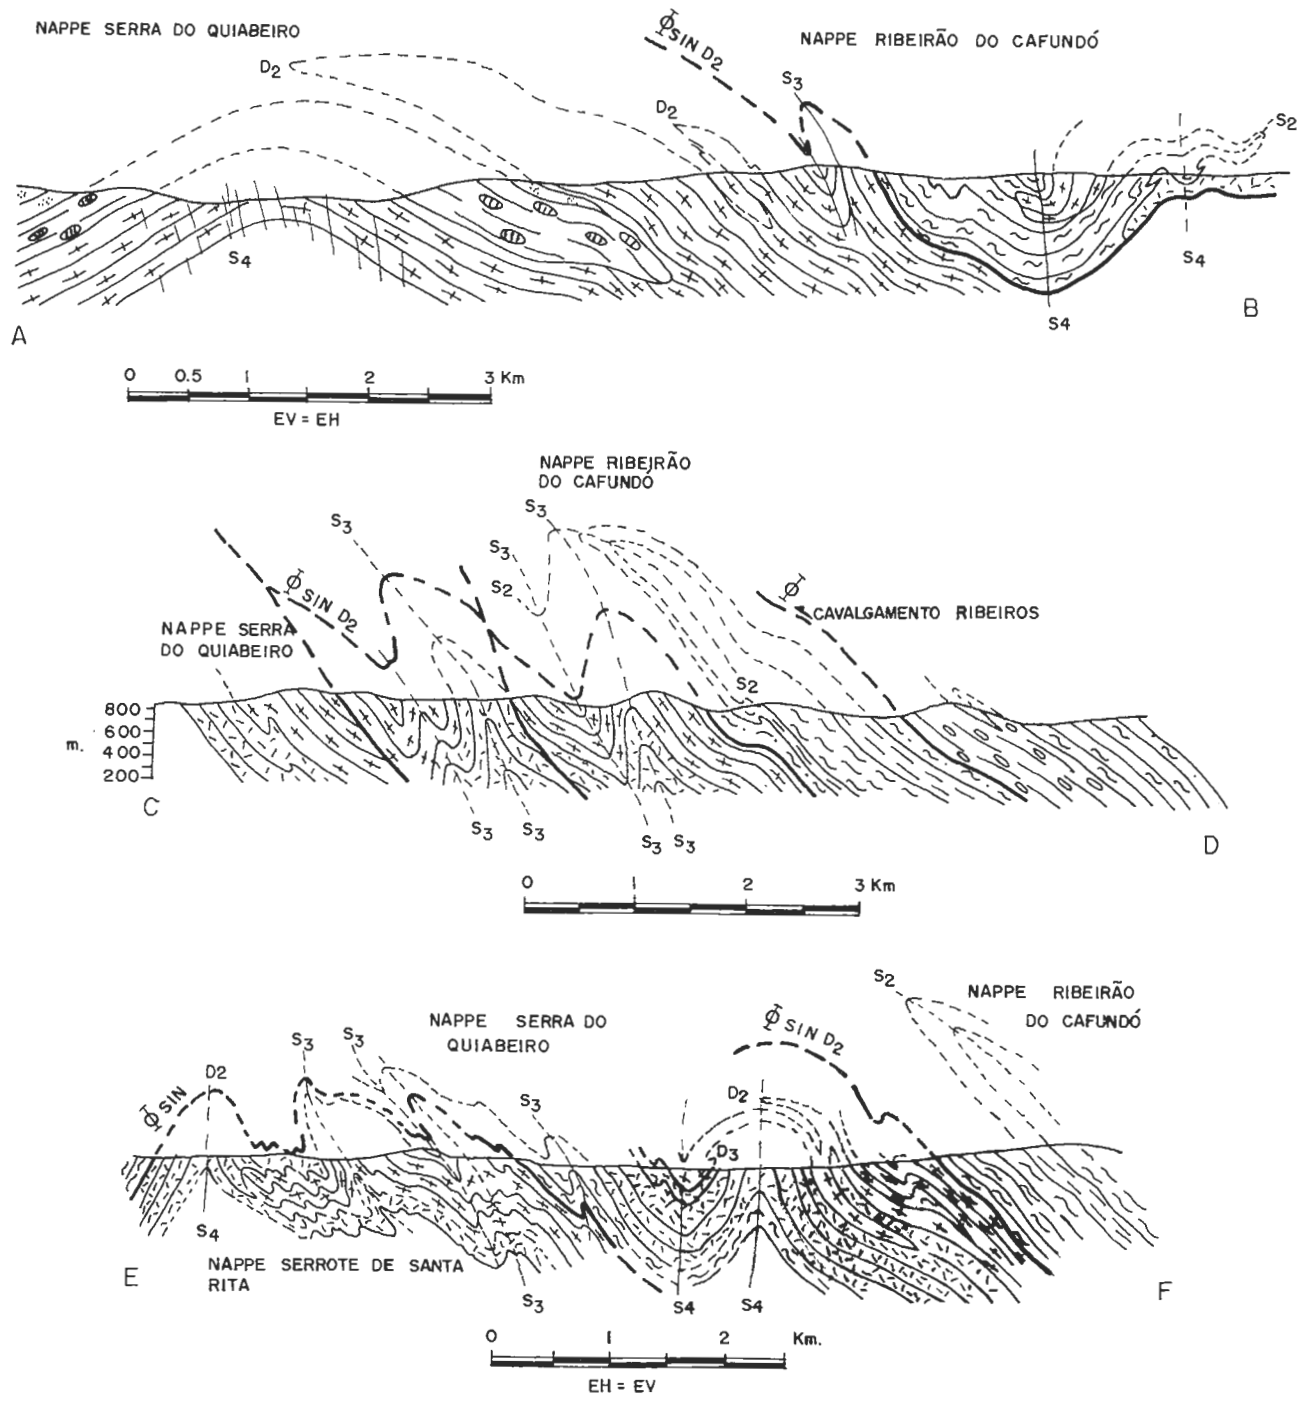 NAPPE SERRA DO QUIABEIRO
D2
Φ SIN D2
NAPPE RIBEIRÃO DO CAFUNDÓ
S3
D2
S2
S4
S4
S4
A
B
0 0.5 1 2 3 Km
EV = EH
NAPPE RIBEIRÃO
DO CAFUNDÓ
S3
S3
S3
S2
Φ SIN D2
Φ
CAVALGAMENTO RIBEIROS
NAPPE SERRA
DO QUIABEIRO
S2
800
600
m.
400
200
C
S3
S3
S3
S3
D
0 1 2 3 Km
S2
NAPPE RIBEIRÃO
DO CAFUNDÓ
NAPPE SERRA DO
QUIABEIRO
Φ SIN D2
S3
S3
Φ SIN
D2
S3
D2
D3
S4
NAPPE SERROTE DE SANTA
RITA
S3
S4
S4
E
F
0 1 2 Km.
EH = EV